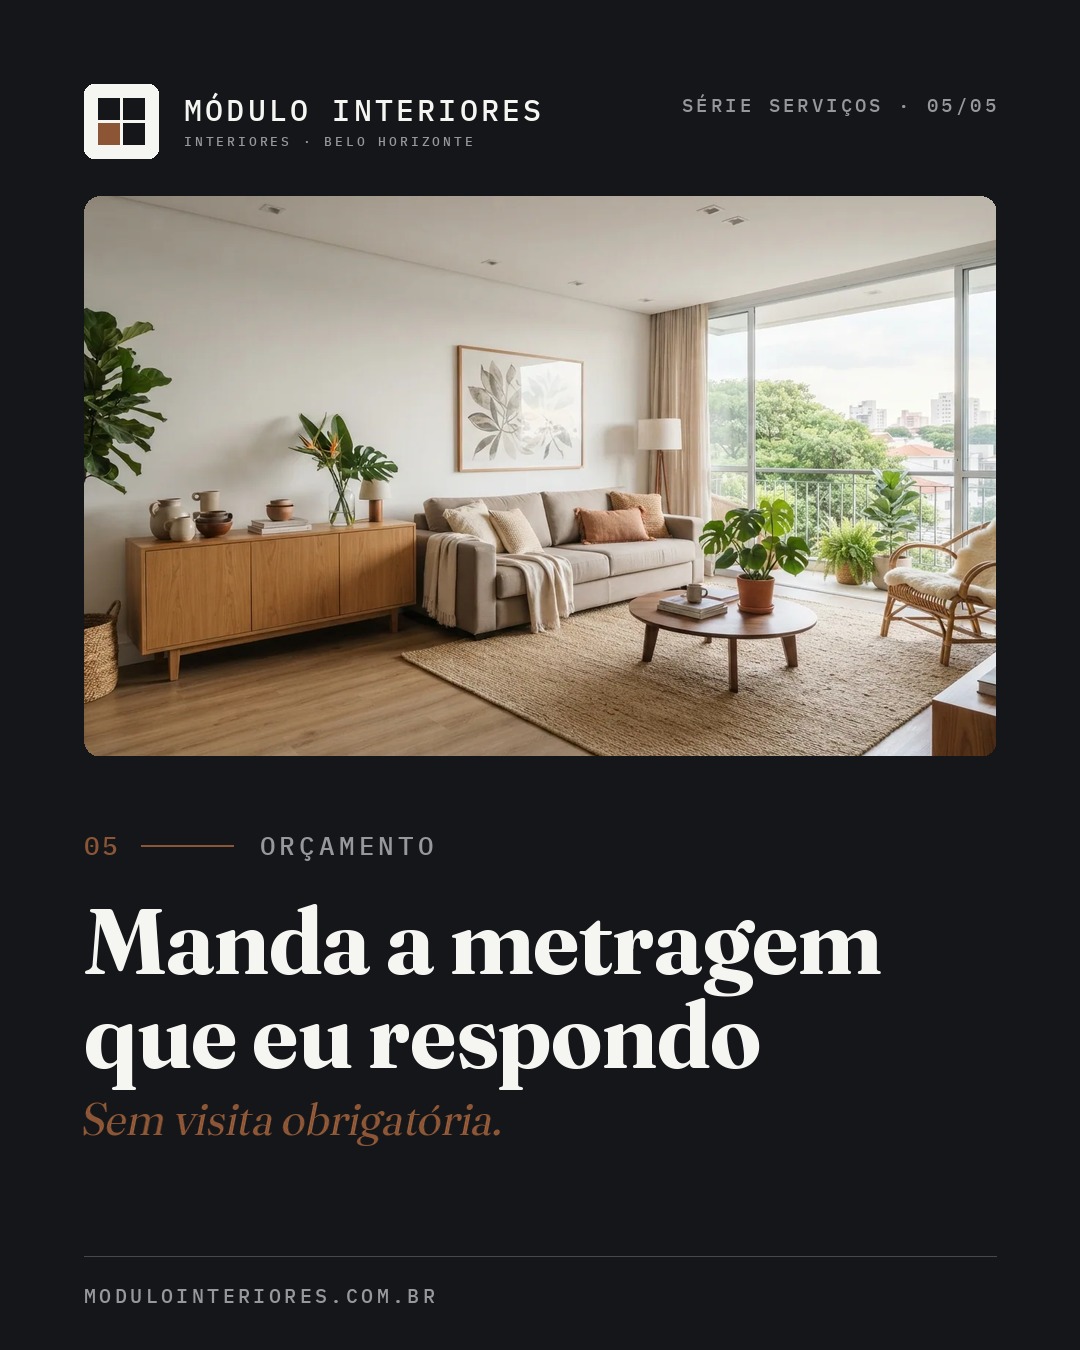 MÓDULO INTERIORES
INTERIORES · BELO HORIZONTE
SÉRIE SERVIÇOS · 05/05
05 ORÇAMENTO
Manda a metragem
que eu respondo
Sem visita obrigatória.
MODULOINTERIORES.COM.BR